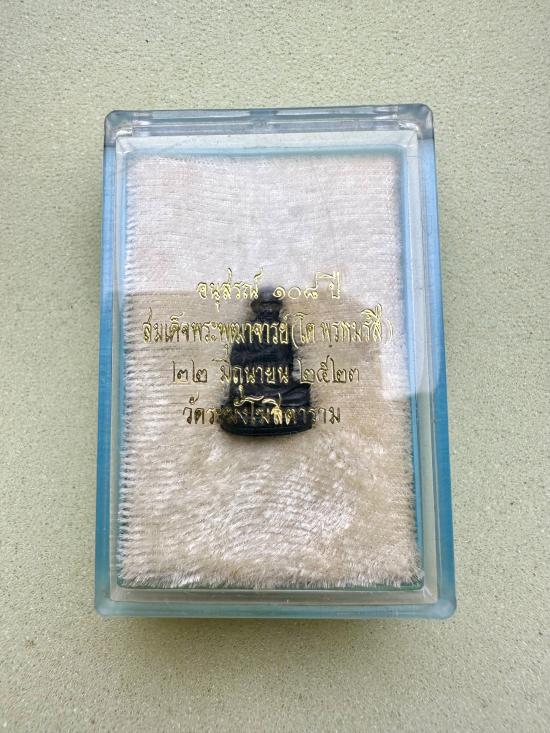 อนุสรณ์ ๑๐๘ ปี
สมเด็จพระพุฒาจารย์(โต พฺรหฺมรังสี)
๒๒ มิถุนายน ๒๕๒๓
วัดระฆังโฆสิตาราม